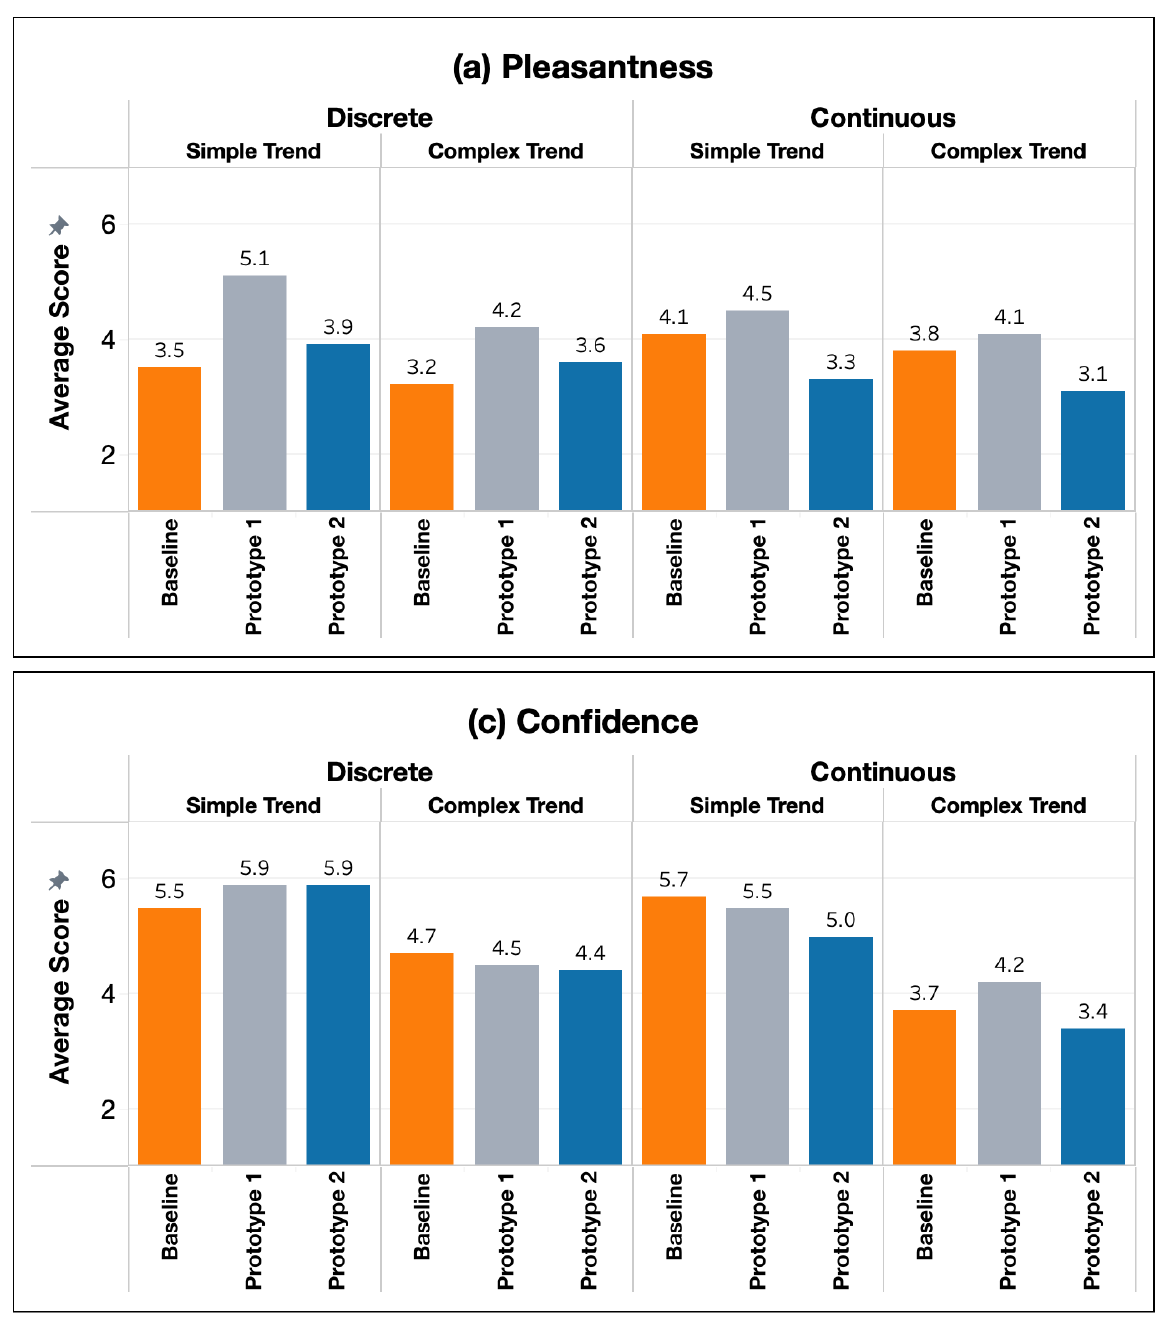 (a) Pleasantness
Discrete Continuous
Simple Trend Complex Trend Simple Trend Complex Trend
Average Score
6
4
2
3.5 5.1 3.9 3.2 4.2 3.6 4.1 4.5 3.3 3.8 4.1 3.1
Baseline Prototype 1 Prototype 2 Baseline Prototype 1 Prototype 2 Baseline Prototype 1 Prototype 2 Baseline Prototype 1 Prototype 2
(c) Confidence
Discrete Continuous
Simple Trend Complex Trend Simple Trend Complex Trend
Average Score
6
4
2
5.5 5.9 5.9 4.7 4.5 4.4 5.7 5.5 5.0 3.7 4.2 3.4
Baseline Prototype 1 Prototype 2 Baseline Prototype 1 Prototype 2 Baseline Prototype 1 Prototype 2 Baseline Prototype 1 Prototype 2